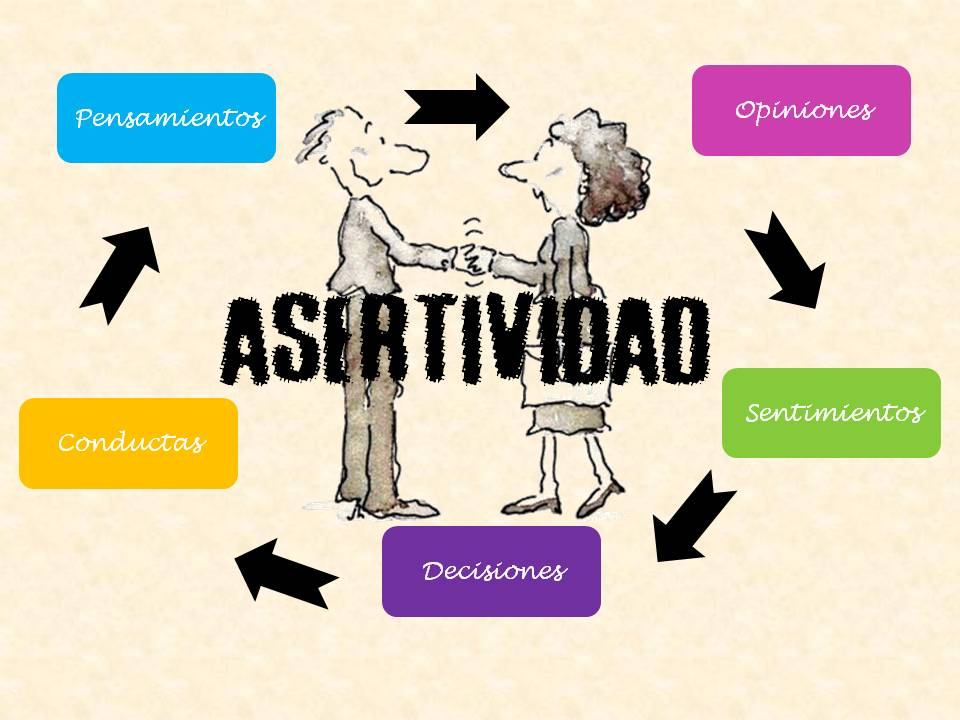 Pensamientos
Opiniones
ASERTIVIDAD
Sentimientos
Conductas
Decisiones